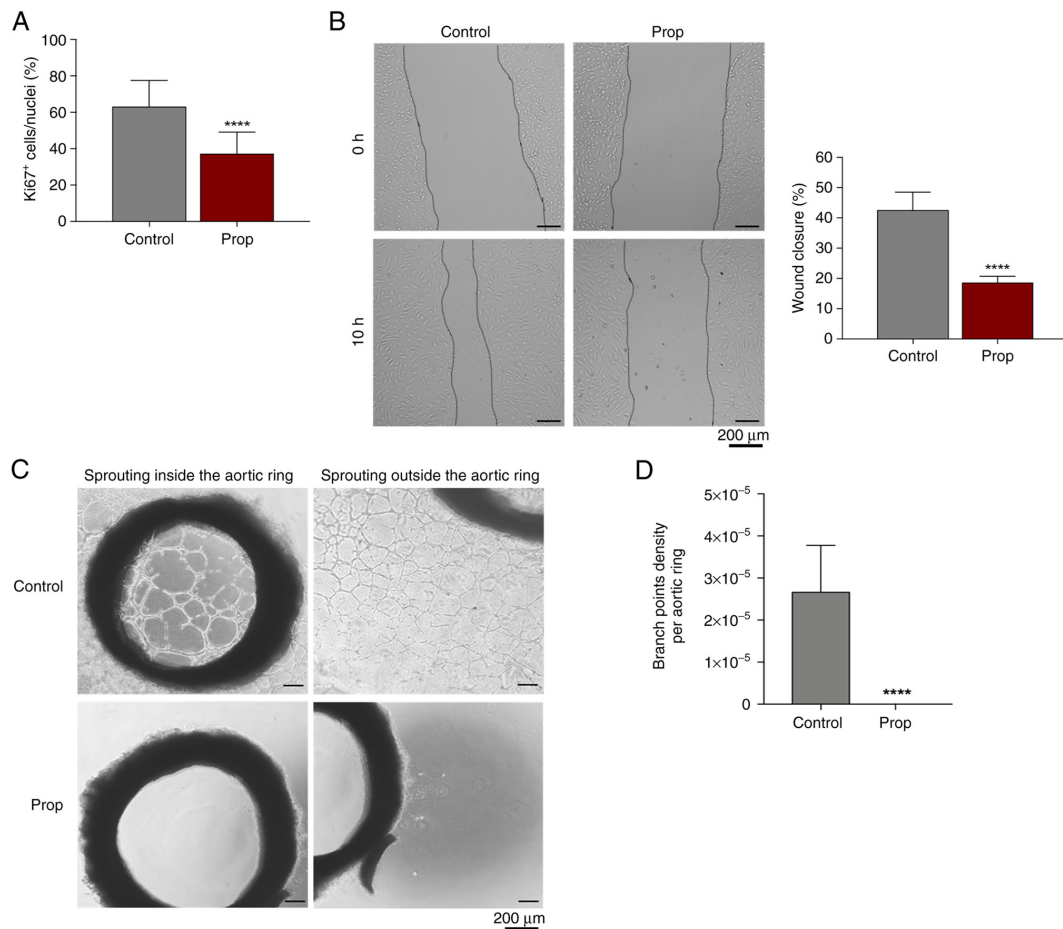 A
Ki67⁺ cells/nuclei (%)
100
80
60
40
20
0
****
Control
Prop
B
Control
Prop
0 h
10 h
200 µm
Wound closure (%)
60
50
40
30
20
10
0
****
Control
Prop
C
Sprouting inside the aortic ring
Sprouting outside the aortic ring
Control
Prop
200 µm
D
Branch points density
per aortic ring
5×10⁻⁵
4×10⁻⁵
3×10⁻⁵
2×10⁻⁵
1×10⁻⁵
0
****
Control
Prop